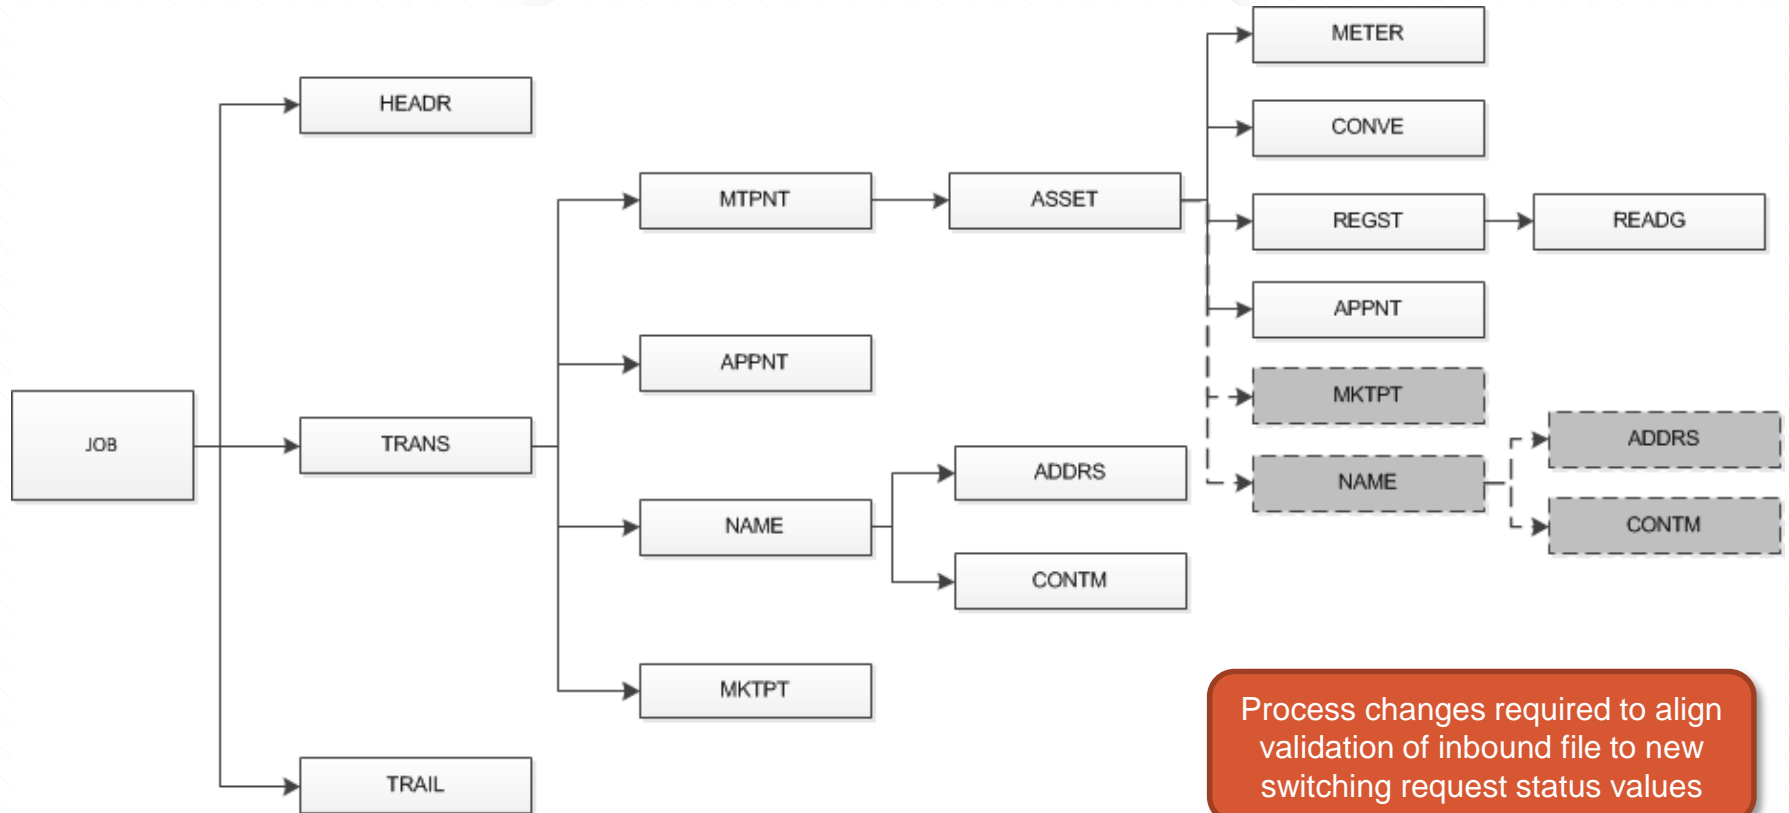 METER
HEADR
CONVE
MTPNT
ASSET
REGST
READG
APPNT
APPNT
MKTPT
JOB
TRANS
ADDRS
ADDRS
NAME
NAME
CONTM
CONTM
MKTPT
TRAIL
Process changes required to align
validation of inbound file to new
switching request status values